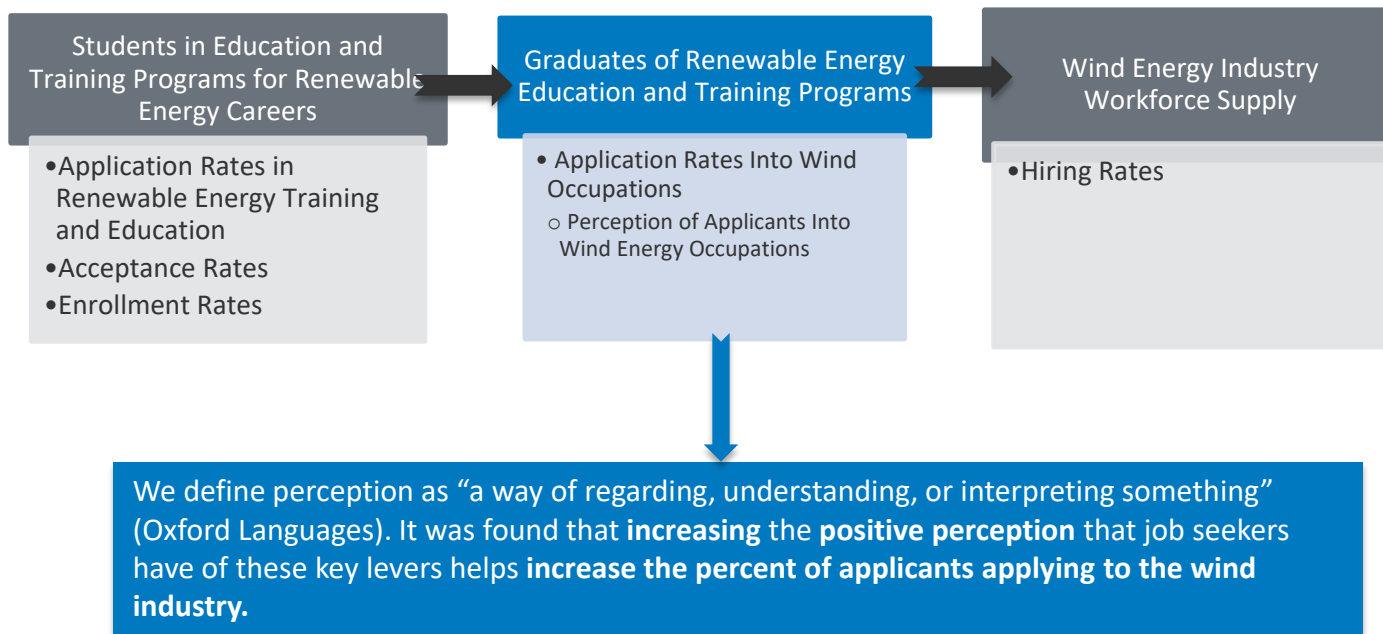 Students in Education and
Training Programs for Renewable
Energy Careers
•Application Rates in
Renewable Energy Training
and Education
•Acceptance Rates
•Enrollment Rates
Graduates of Renewable Energy
Education and Training Programs
• Application Rates Into Wind
Occupations
o Perception of Applicants Into
Wind Energy Occupations
Wind Energy Industry
Workforce Supply
•Hiring Rates
We define perception as “a way of regarding, understanding, or interpreting something”
(Oxford Languages). It was found that increasing the positive perception that job seekers
have of these key levers helps increase the percent of applicants applying to the wind
industry.